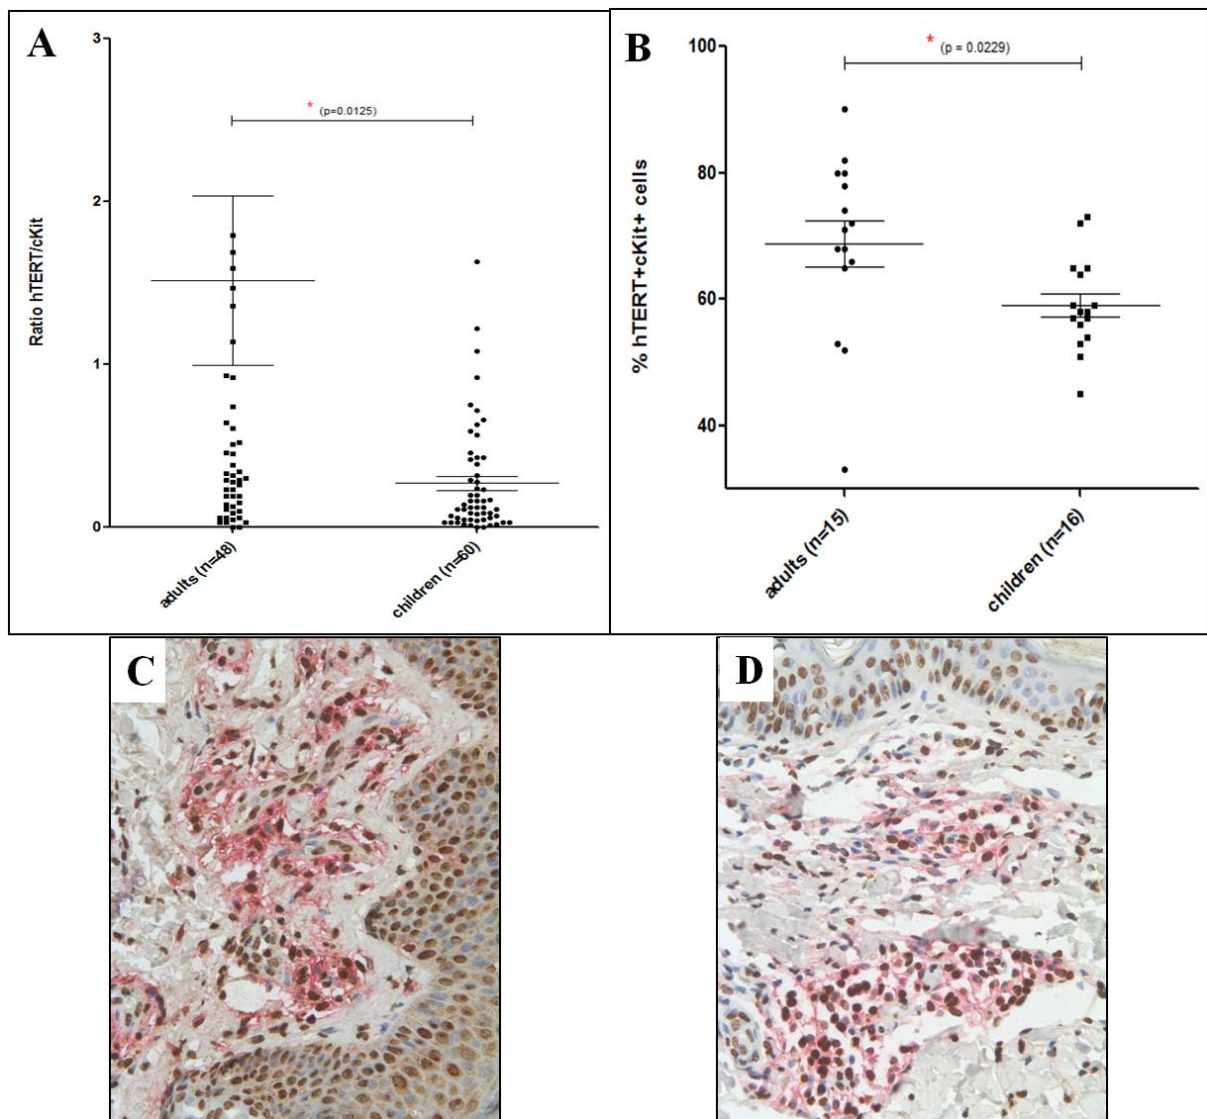 A
3
* (p=0.0125)
2
Ratio hTERT/cKit
1
0
adults (n=48)
children (n=60)
B
100
* (p = 0.0229)
80
% hTERT+cKit+ cells
60
40
adults (n=15)
children (n=16)
C
D